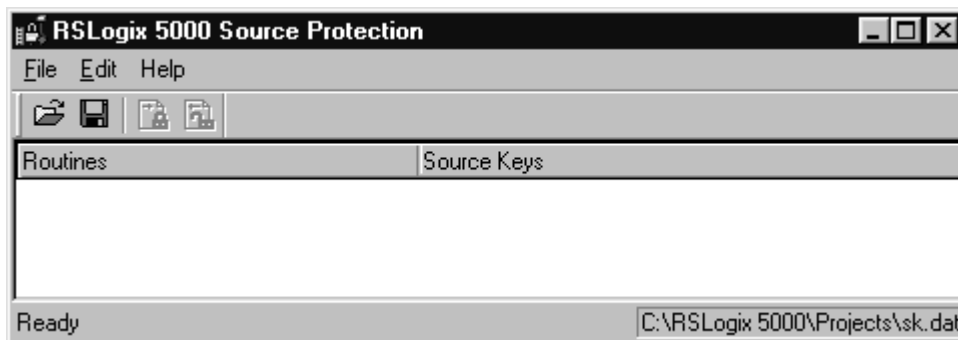 RSLogix 5000 Source Protection
File Edit Help
Routines Source Keys
Ready C:\RSLogix 5000\Projects\sk.dat